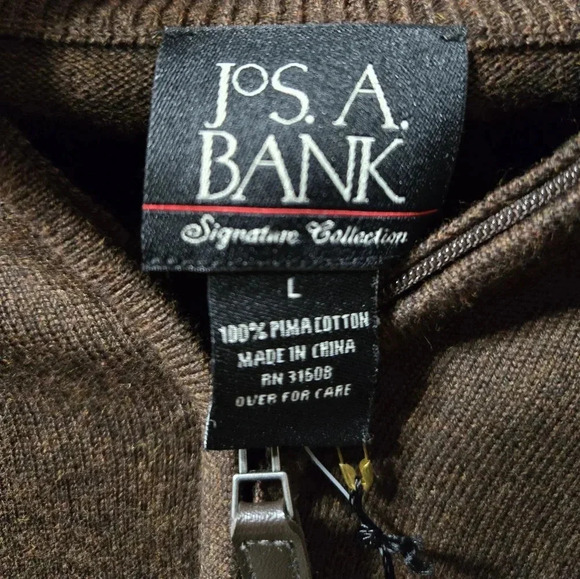 JOS. A.
BANK
Signature Collection
L
100% PIMA COTTON
MADE IN CHINA
RN 31508
OVER FOR CARE